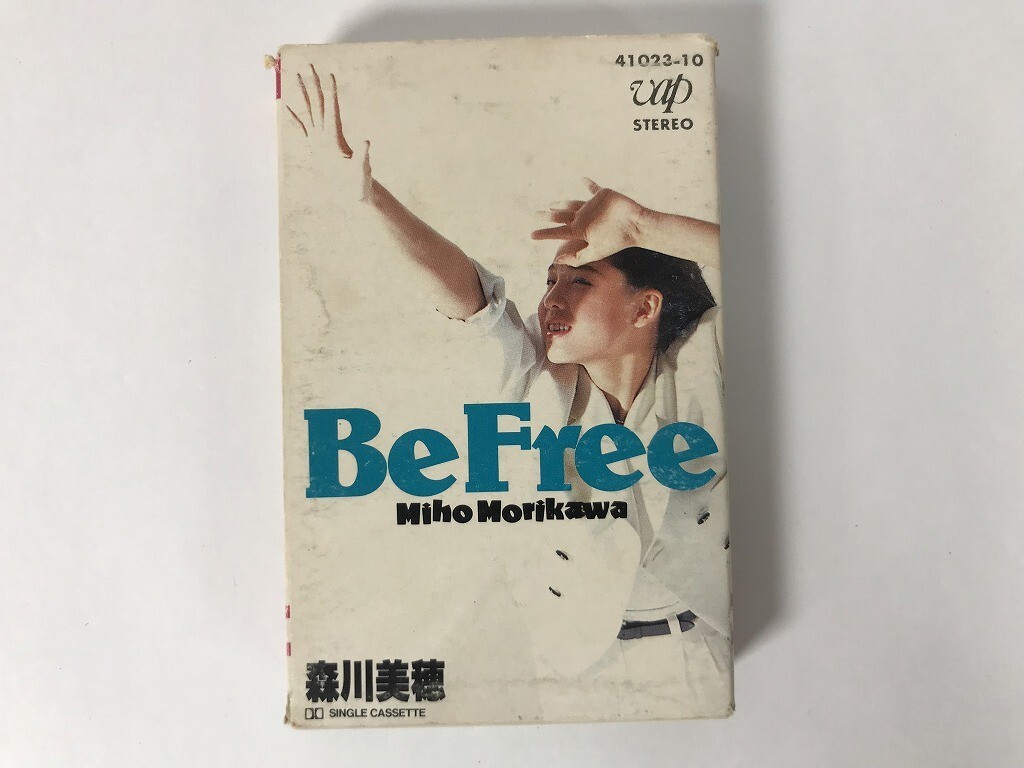 41023-10
vap
STEREO
BeFree
Miho Morikawa
森川美穂
SINGLE CASSETTE